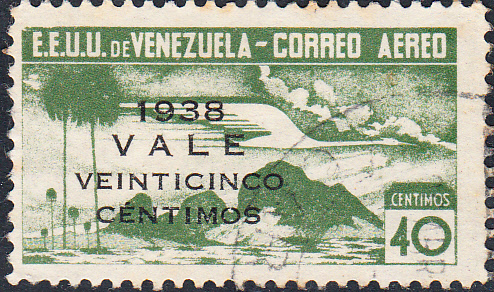 E.E.U.U. DE VENEZUELA - CORREO AEREO
1938
VALE
VEINTICINCO
CÉNTIMOS
CENTIMOS
40